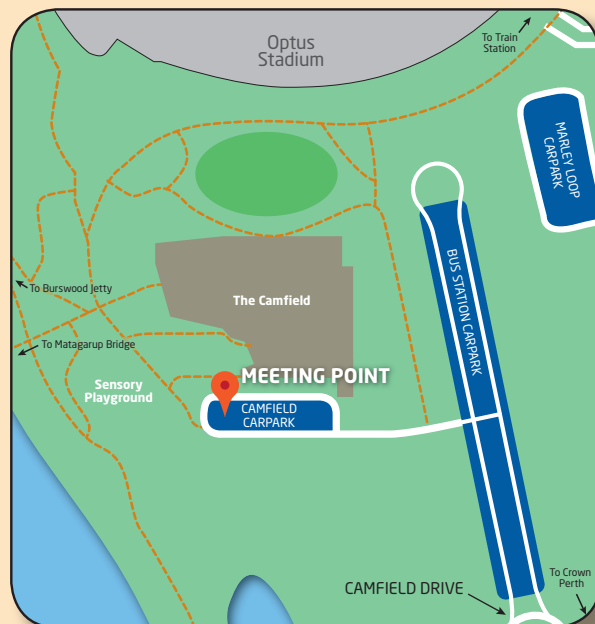 Optus
Stadium
To Train
Station
MARLEY LOOP
CARPARK
BUS STATION CARPARK
To Burswood Jetty
The Camfield
To Matagarup Bridge
Sensory
Playground
MEETING POINT
CAMFIELD
CARPARK
To Crown
Perth
CAMFIELD DRIVE